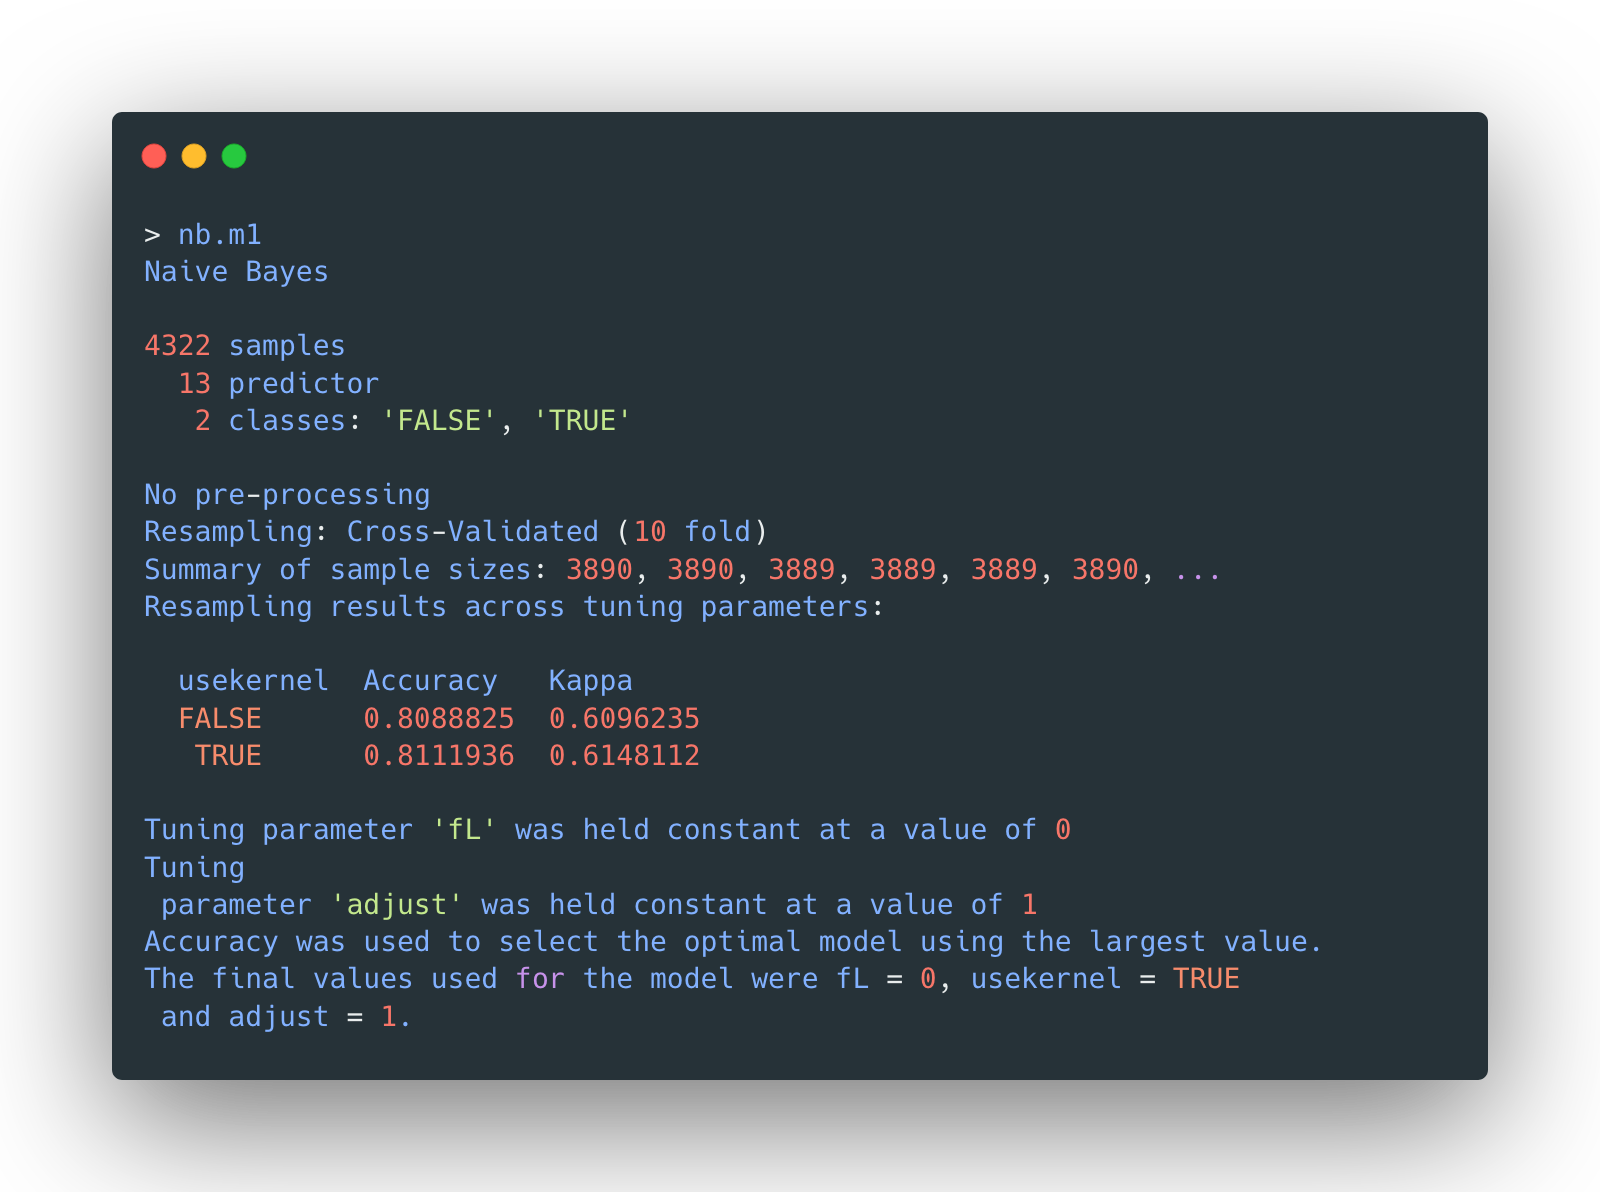 > nb.m1
Naive Bayes
4322 samples
13 predictor
2 classes: 'FALSE', 'TRUE'
No pre-processing
Resampling: Cross-Validated (10 fold)
Summary of sample sizes: 3890, 3890, 3889, 3889, 3889, 3890, ...
Resampling results across tuning parameters:
usekernel  Accuracy   Kappa
FALSE      0.8088825  0.6096235
TRUE      0.8111936  0.6148112
Tuning parameter 'fL' was held constant at a value of 0
Tuning
parameter 'adjust' was held constant at a value of 1
Accuracy was used to select the optimal model using the largest value.
The final values used for the model were fL = 0, usekernel = TRUE
and adjust = 1.